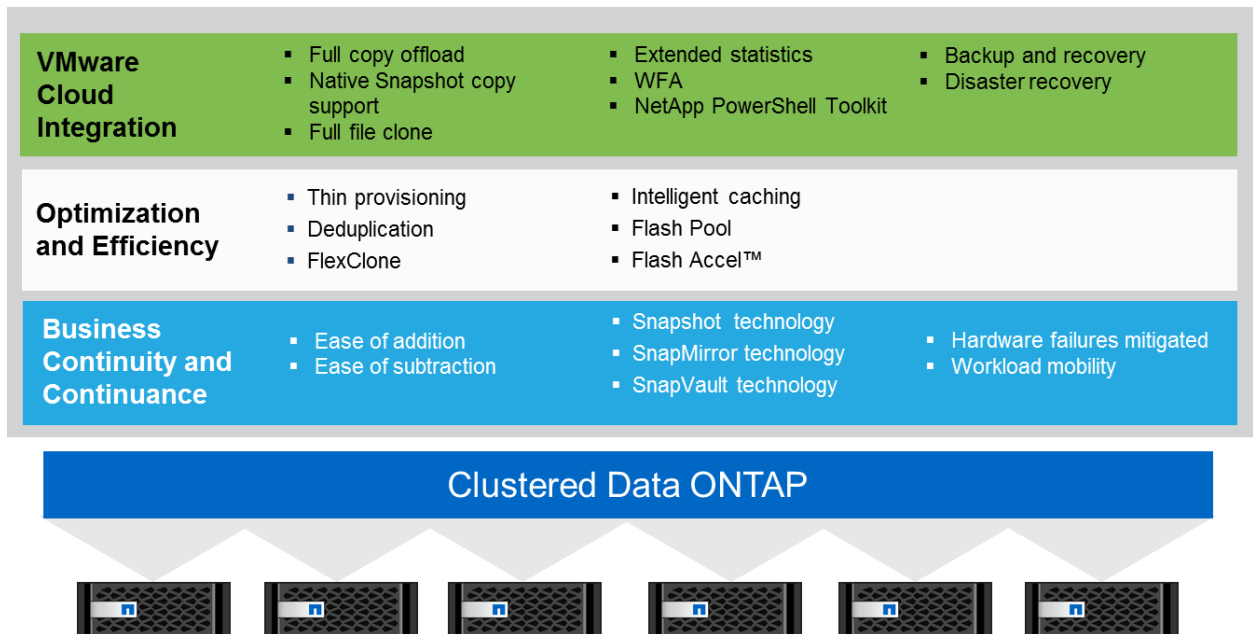 VMware
Cloud
Integration
Full copy offload
Native Snapshot copy
support
Full file clone
Extended statistics
WFA
NetApp PowerShell Toolkit
Backup and recovery
Disaster recovery
Optimization
and Efficiency
Thin provisioning
Deduplication
FlexClone
Intelligent caching
Flash Pool
Flash Accel™
Business
Continuity and
Continuance
Ease of addition
Ease of subtraction
Snapshot technology
SnapMirror technology
SnapVault technology
Hardware failures mitigated
Workload mobility
Clustered Data ONTAP